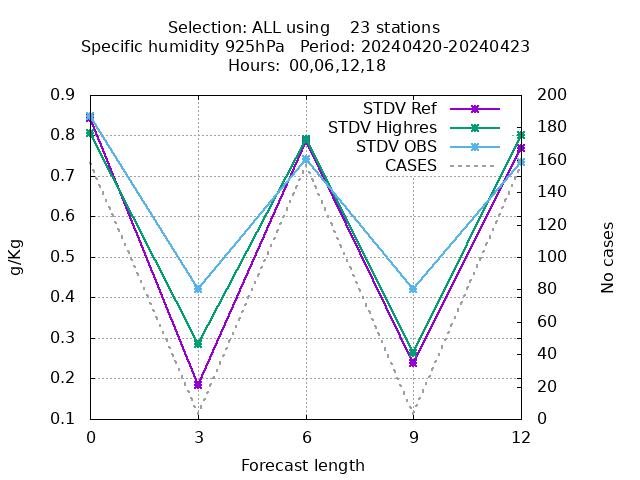 Selection: ALL using    23 stations
Specific humidity 925hPa   Period: 20240420-20240423
Hours: 00,06,12,18
STDV Ref
STDV Highres
STDV OBS
CASES
g/Kg
0.9
0.8
0.7
0.6
0.5
0.4
0.3
0.2
0.1
200
180
160
140
120
100
80
60
40
20
0
No cases
0 3 6 9 12
Forecast length